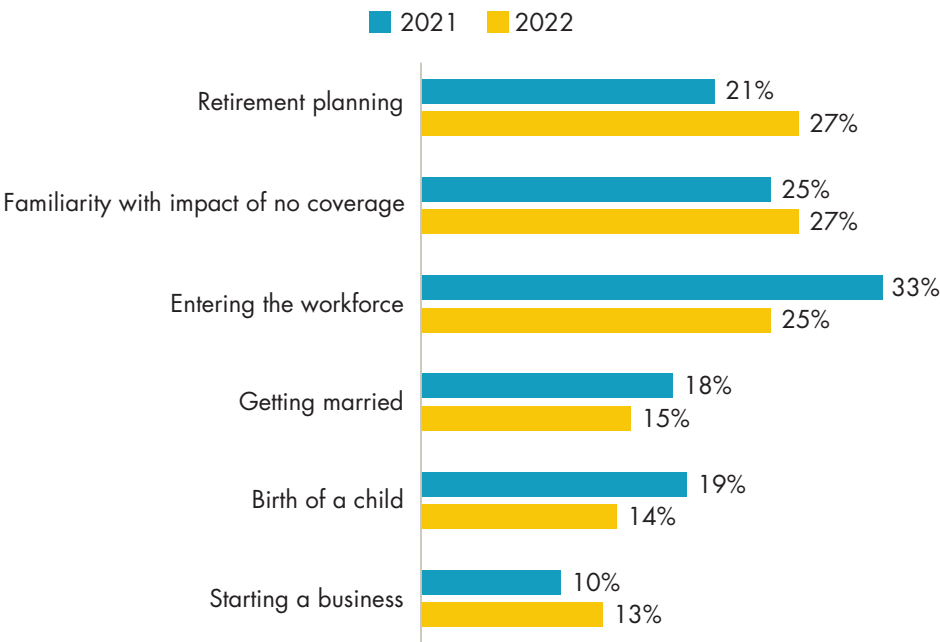 2021 2022
Retirement planning
21%
27%
Familiarity with impact of no coverage
25%
27%
Entering the workforce
33%
25%
Getting married
18%
15%
Birth of a child
19%
14%
Starting a business
10%
13%